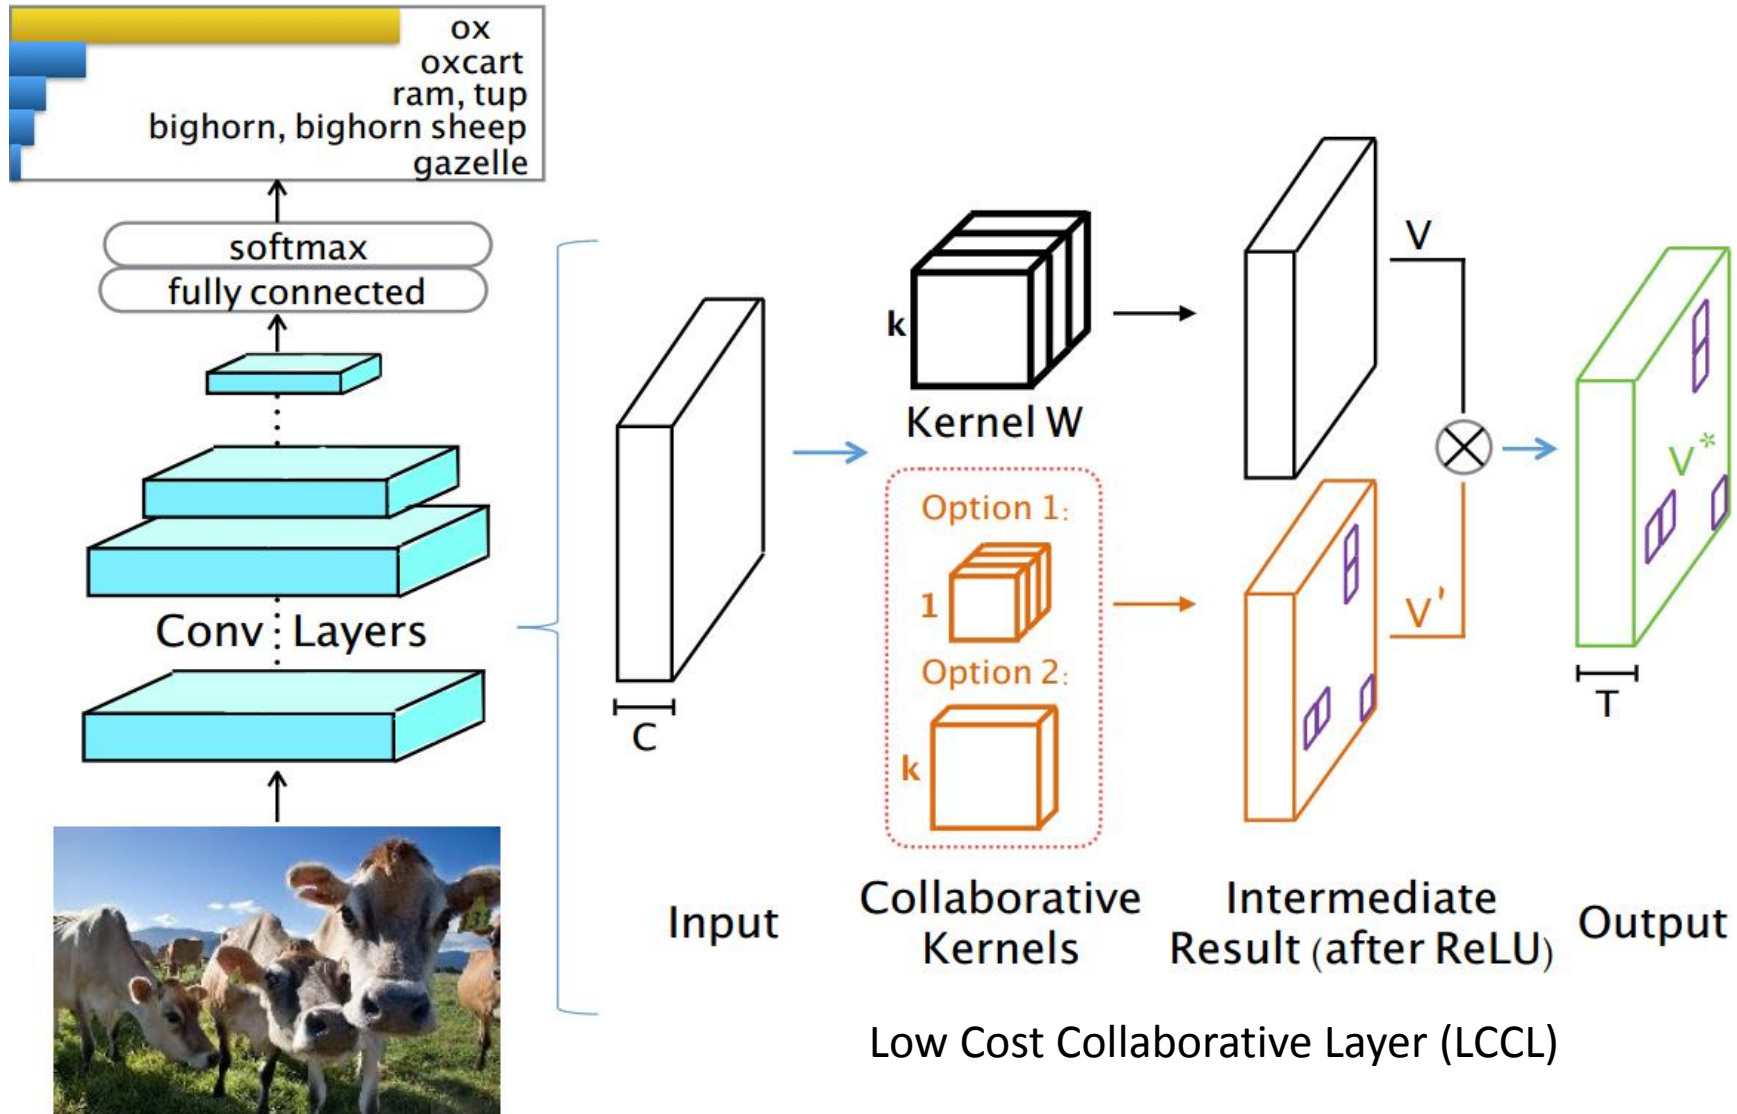 ox
oxcart
ram, tup
bighorn, bighorn sheep
gazelle
softmax
fully connected
Conv Layers
C
Input
k
Kernel W
Option 1:
1
Option 2:
k
Collaborative
Kernels
V
V'
Intermediate
Result (after ReLU)
V*
T
Output
Low Cost Collaborative Layer (LCCL)